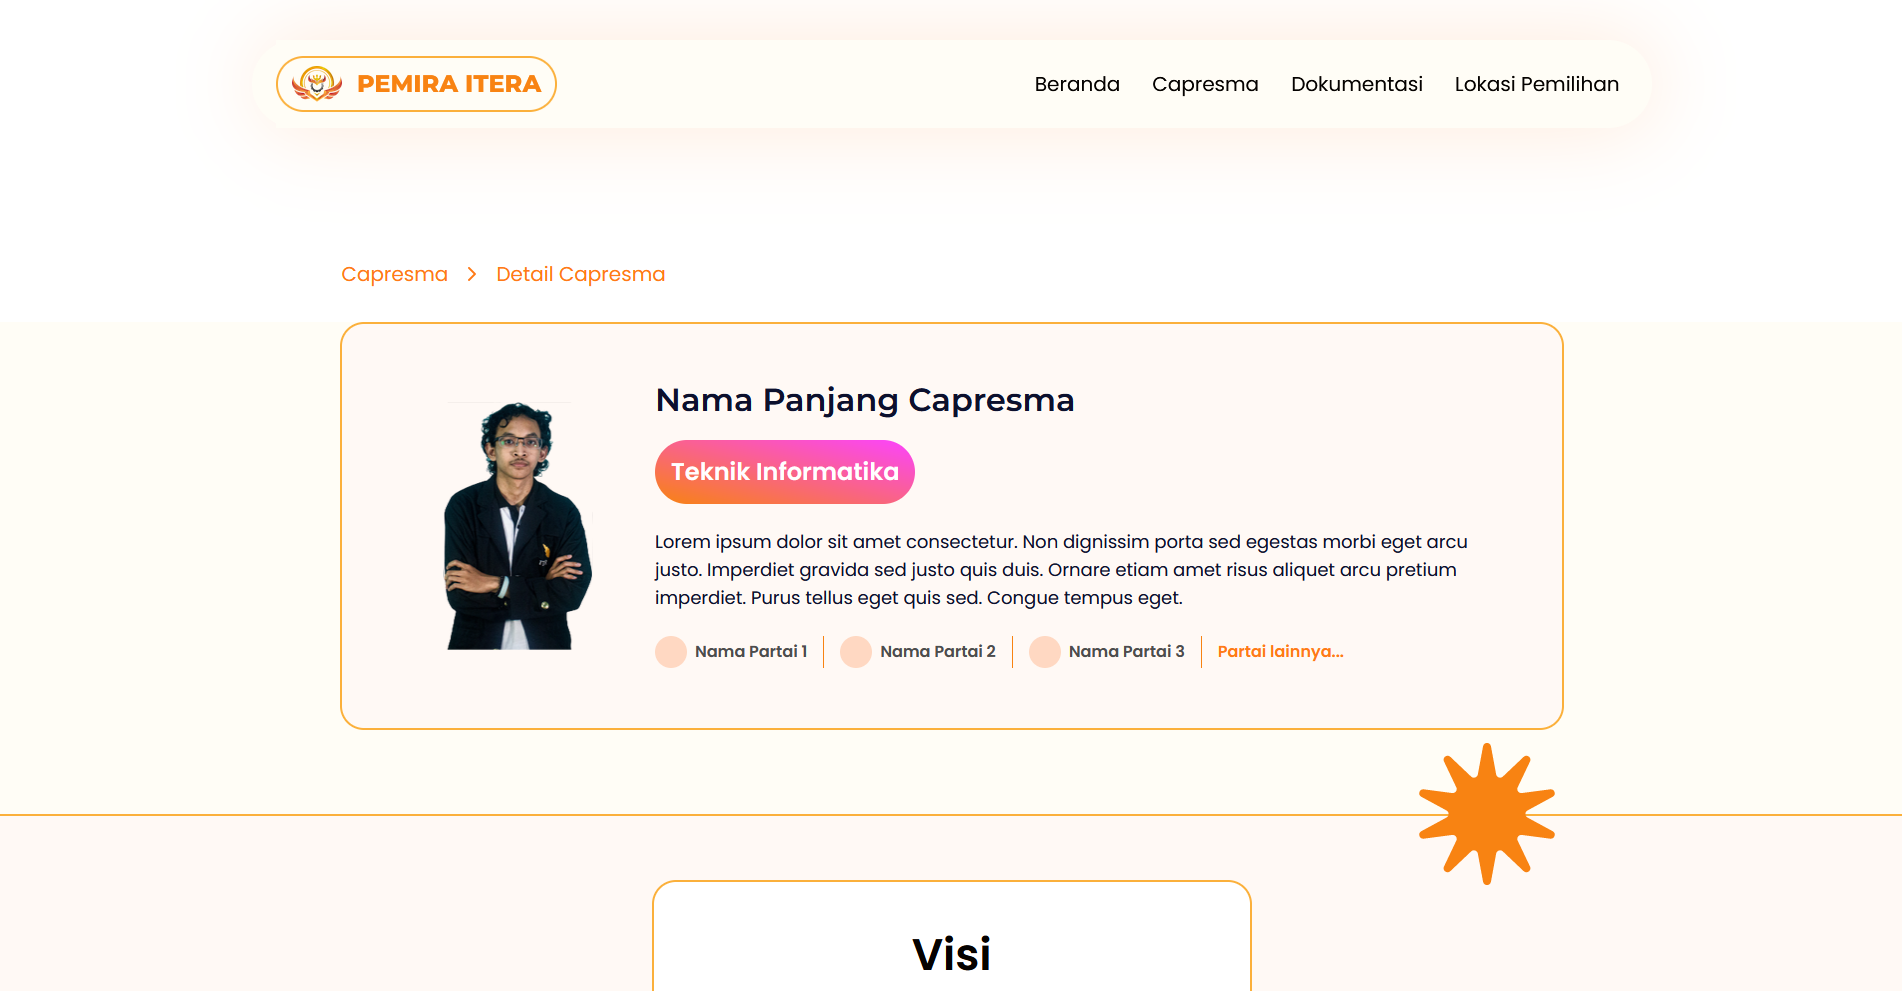 PEMIRA ITERA
Beranda
Capresma
Dokumentasi
Lokasi Pemilihan
Capresma
Detail Capresma
Nama Panjang Capresma
Teknik Informatika
Lorem ipsum dolor sit amet consectetur. Non dignissim porta sed egestas morbi eget arcu
justo. Imperdiet gravida sed justo quis duis. Ornare etiam amet risus aliquet arcu pretium
imperdiet. Purus tellus eget quis sed. Congue tempus eget.
Nama Partai 1
Nama Partai 2
Nama Partai 3
Partai lainnya...
Visi